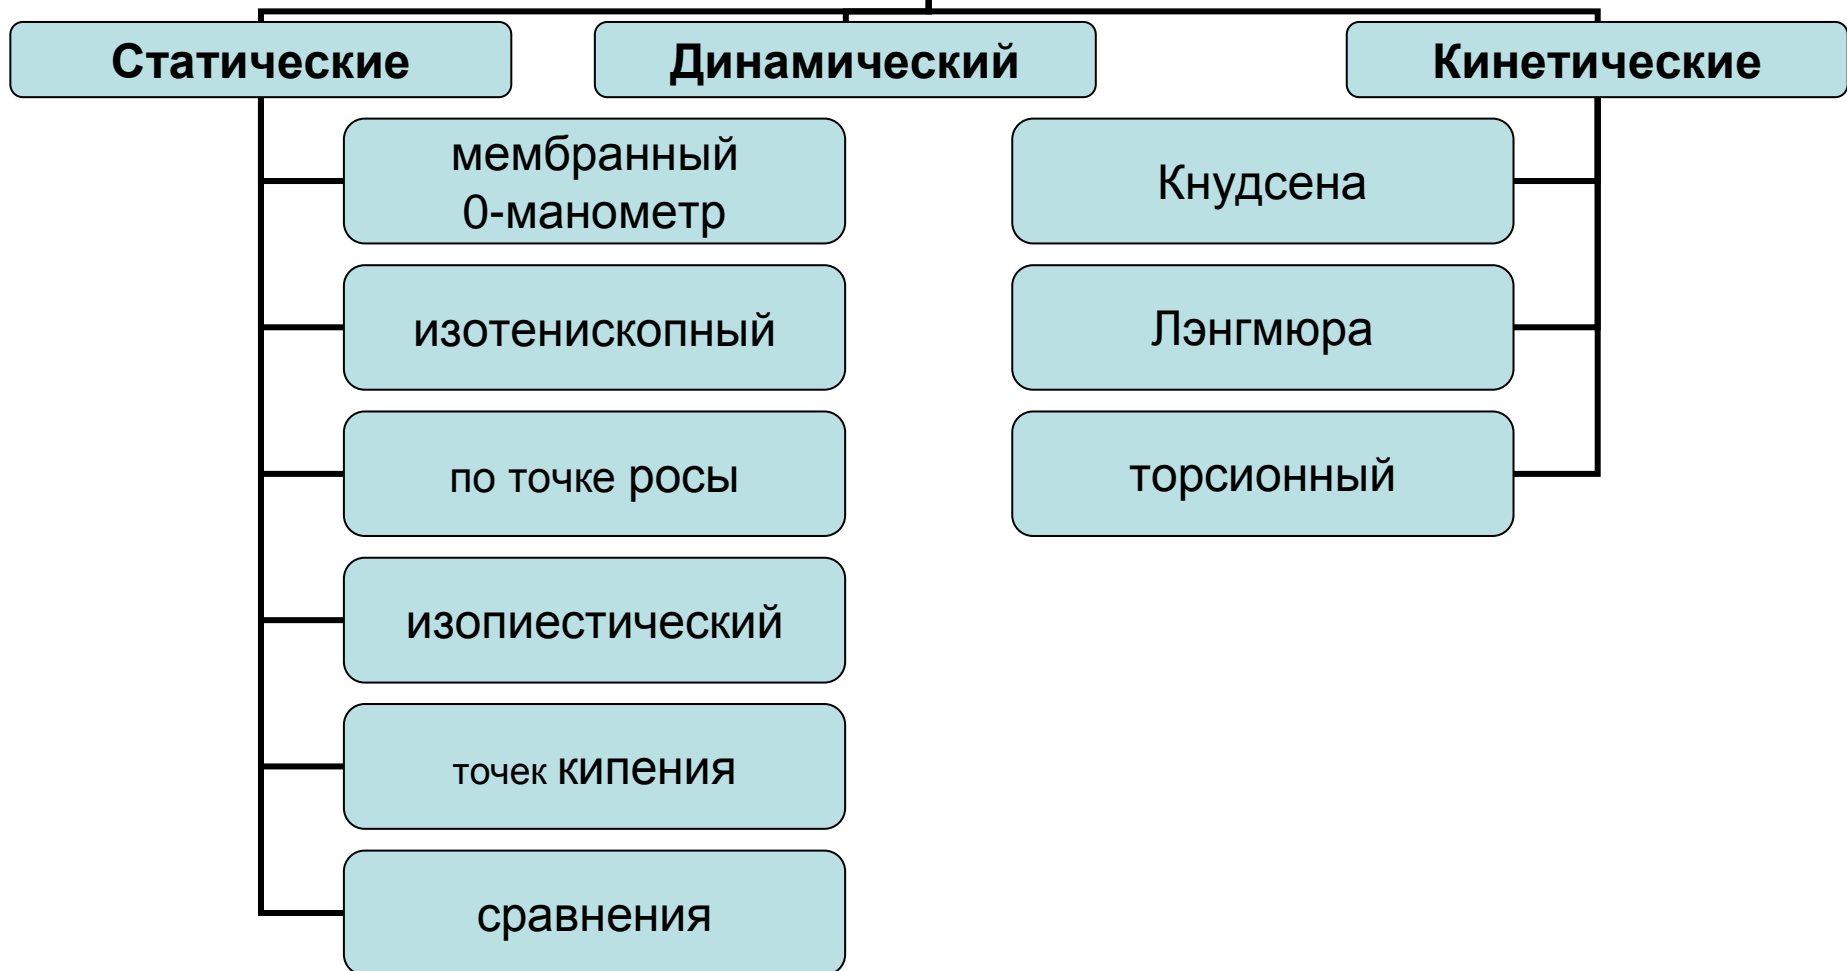 Статические
Динамический
Кинетические
мембранный
0-манометр
изотенископный
по точке росы
изопиестический
точек кипения
сравнения
Кнудсена
Лэнгмюра
торсионный